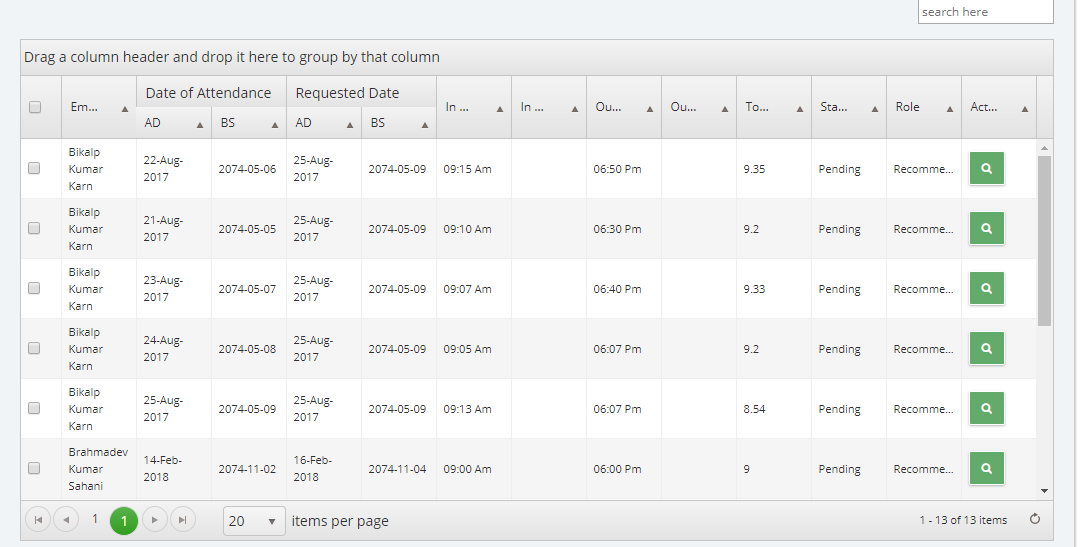 search here
Drag a column header and drop it here to group by that column
Em... Date of Attendance Requested Date In ... In ... Ou... Ou... To... Sta... Role Act...
AD BS AD BS
Bikalp Kumar Karn 22-Aug-2017 2074-05-06 25-Aug-2017 2074-05-09 09:15 Am 06:50 Pm 9.35 Pending Recomme...
Bikalp Kumar Karn 21-Aug-2017 2074-05-05 25-Aug-2017 2074-05-09 09:10 Am 06:30 Pm 9.2 Pending Recomme...
Bikalp Kumar Karn 23-Aug-2017 2074-05-07 25-Aug-2017 2074-05-09 09:07 Am 06:40 Pm 9.33 Pending Recomme...
Bikalp Kumar Karn 24-Aug-2017 2074-05-08 25-Aug-2017 2074-05-09 09:05 Am 06:07 Pm 9.2 Pending Recomme...
Bikalp Kumar Karn 25-Aug-2017 2074-05-09 25-Aug-2017 2074-05-09 09:13 Am 06:07 Pm 8.54 Pending Recomme...
Brahmadev Kumar Sahani 14-Feb-2018 2074-11-02 16-Feb-2018 2074-11-04 09:00 Am 06:00 Pm 9 Pending Recomme...
1 1 20 items per page 1 - 13 of 13 items